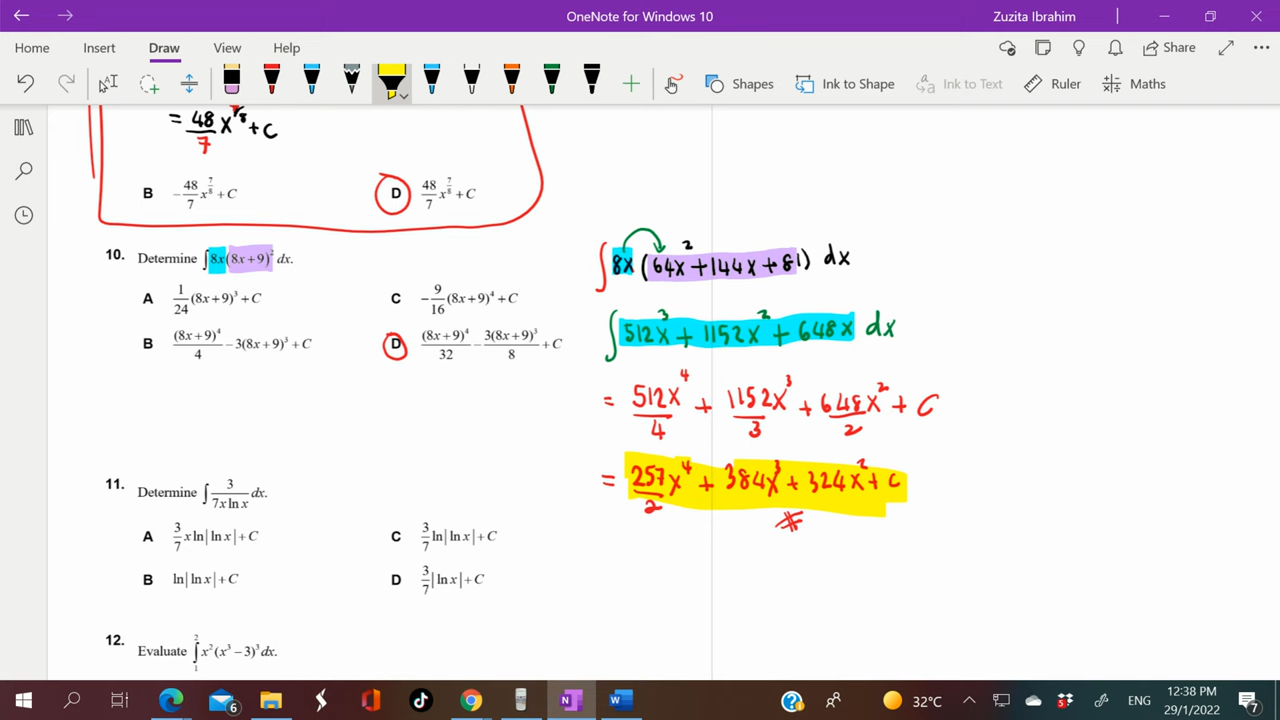 OneNote for Windows 10
Zuzita Ibrahim
Home Insert Draw View Help
Share
Shapes Ink to Shape Ink to Text Ruler Maths
= 48/7 x^7/8 + C
B -48/7 x^7/8 + C
D 48/7 x^7/8 + C
10. Determine ∫8x(8x+9)² dx.
A 1/24 (8x+9)³ + C
C -9/16 (8x+9)⁴ + C
B (8x+9)⁴/4 - 3(8x+9)³ + C
D (8x+9)⁴/32 - 3(8x+9)³/8 + C
∫ 8x (64x² + 144x + 81) dx
∫ 512x³ + 1152x² + 648x dx
= 512x⁴/4 + 1152x³/3 + 648x²/2 + C
= 257/2 x⁴ + 384x³ + 324x² + C
11. Determine ∫ 3/(7x ln x) dx.
A 3/7 x ln| ln x| + C
C 3/7 ln| ln x| + C
B ln| ln x| + C
D 3/7 |ln x| + C
12. Evaluate ∫₁² x²(x³ - 3)³ dx.
6
32°C
5
ENG
12:38 PM
29/1/2022
7